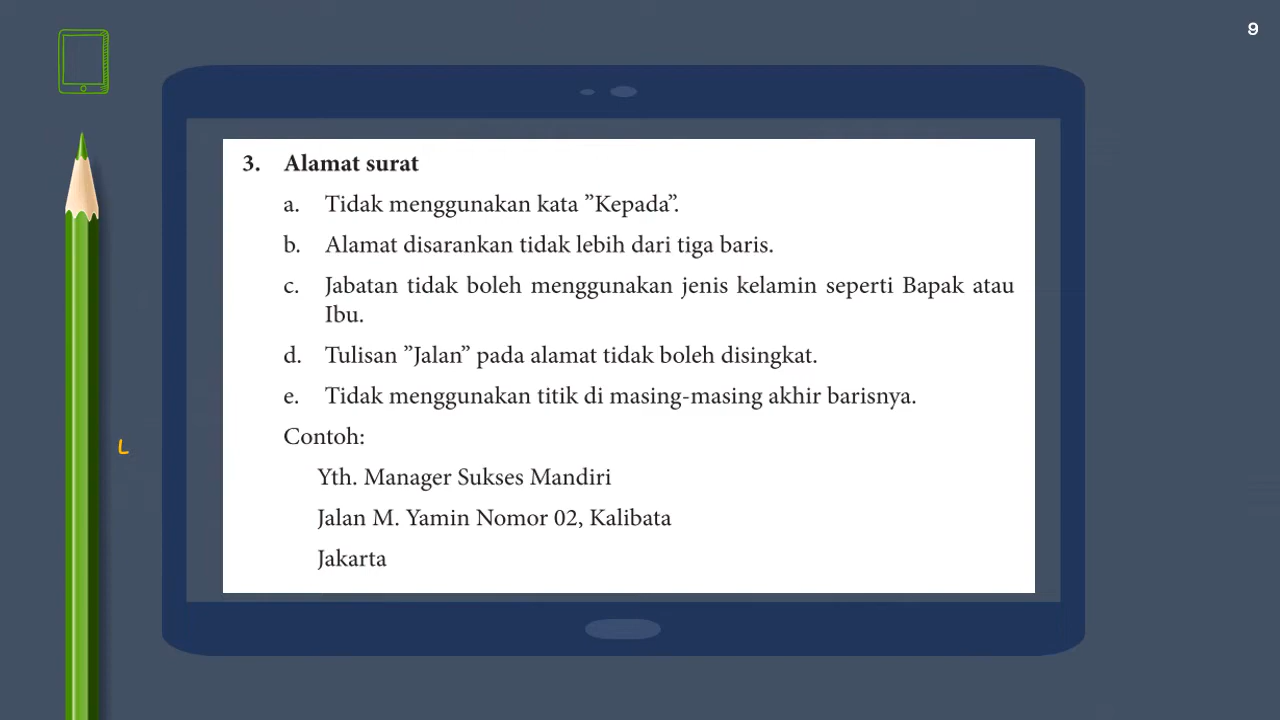 9
3. Alamat surat
a. Tidak menggunakan kata ”Kepada”.
b. Alamat disarankan tidak lebih dari tiga baris.
c. Jabatan tidak boleh menggunakan jenis kelamin seperti Bapak atau
Ibu.
d. Tulisan ”Jalan” pada alamat tidak boleh disingkat.
e. Tidak menggunakan titik di masing-masing akhir barisnya.
Contoh:
Yth. Manager Sukses Mandiri
Jalan M. Yamin Nomor 02, Kalibata
Jakarta